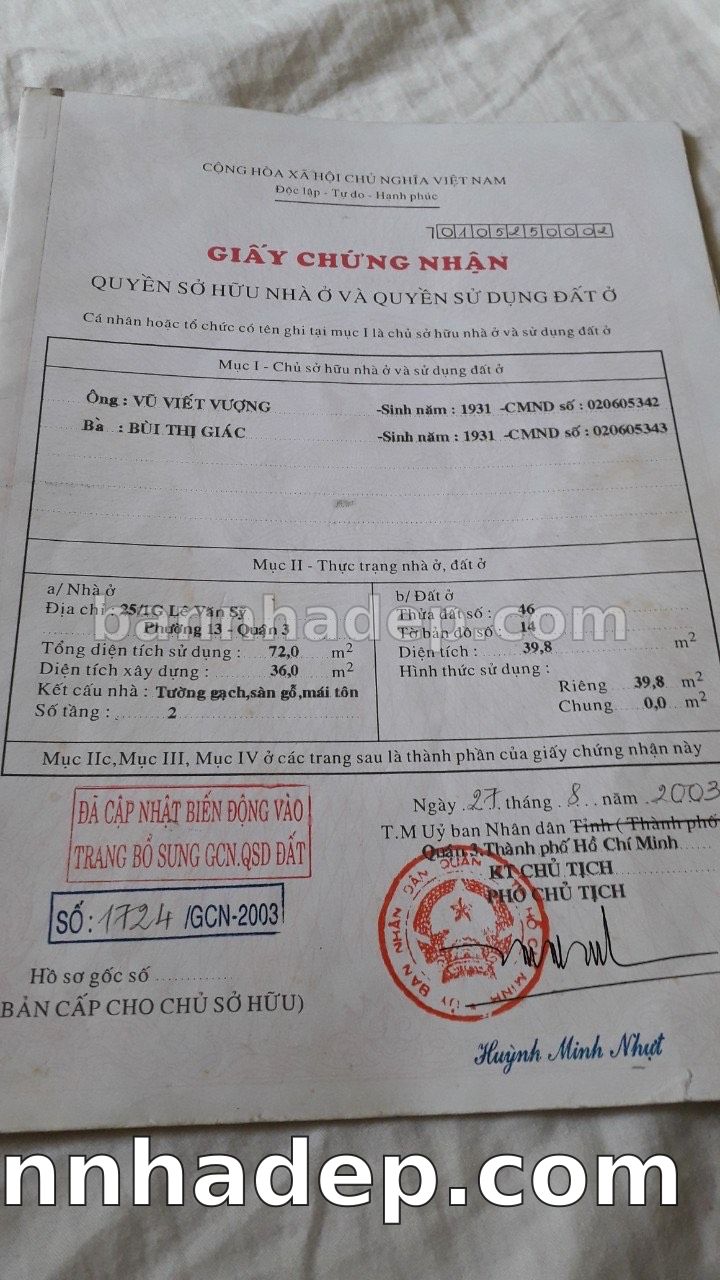 CỘNG HÒA XÃ HỘI CHỦ NGHĨA VIỆT NAM
Độc lập - Tự do - Hạnh phúc
70105250002
GIẤY CHỨNG NHẬN
QUYỀN SỞ HỮU NHÀ Ở VÀ QUYỀN SỬ DỤNG ĐẤT Ở
Cá nhân hoặc tổ chức có tên ghi tại mục I là chủ sở hữu nhà ở và sử dụng đất ở
Mục I - Chủ sở hữu nhà ở và sử dụng đất ở
Ông : VŨ VIẾT VƯỢNG -Sinh năm : 1931 -CMND số : 020605342
Bà : BÙI THỊ GIÁC -Sinh năm : 1931 -CMND số : 020605343
Mục II - Thực trạng nhà ở, đất ở
a/ Nhà ở
Địa chỉ : 25/1G Lê Văn Sỹ
Phường 13 - Quận 3
Tổng diện tích sử dụng : 72,0 m2
Diện tích xây dựng : 36,0 m2
Kết cấu nhà : Tường gạch,sàn gỗ,mái tôn
Số tầng : 2
b/ Đất ở
Thửa đất số : 46
Tờ bản đồ số : 14
Diện tích : 39,8 m2
Hình thức sử dụng :
Riêng 39,8 m2
Chung 0,0 m2
bannhadep.com
Mục IIc,Mục III, Mục IV ở các trang sau là thành phần của giấy chứng nhận này
ĐÃ CẬP NHẬT BIẾN ĐỘNG VÀO
TRANG BỔ SUNG GCN.QSD ĐẤT
SỐ: 1724/GCN-2003
Hồ sơ gốc số
BẢN CẤP CHO CHỦ SỞ HỮU)
Ngày 27 tháng 8 năm 2003
T.M Uỷ ban Nhân dân Tỉnh ( Thành phố
Quận 3,Thành phố Hồ Chí Minh
KT CHỦ TỊCH
PHÓ CHỦ TỊCH
ỦY BAN NHÂN DÂN QUẬN HỒ CHÍ MINH
Huỳnh Minh Nhựt
nnhadep.com